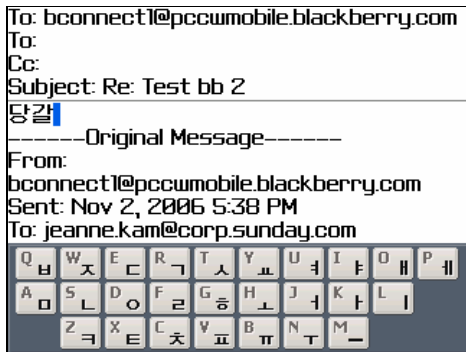 To: bconnect1@pccwmobile.blackberry.com
To:
Cc:
Subject: Re: Test bb 2
당갈
------Original Message------
From:
bconnect1@pccwmobile.blackberry.com
Sent: Nov 2, 2006 5:38 PM
To: jeanne.kam@corp.sunday.com
Q ㅂ W ㅈ E ㄷ R ㄱ T ㅅ Y ㅛ U ㅕ I ㅑ O ㅐ P ㅔ
A ㅁ S ㄴ D ㅇ F ㄹ G ㅎ H ㅗ J ㅓ K ㅏ L ㅣ
Z ㅋ X ㅌ C ㅊ V ㅍ B ㅠ N ㅜ M ㅡ